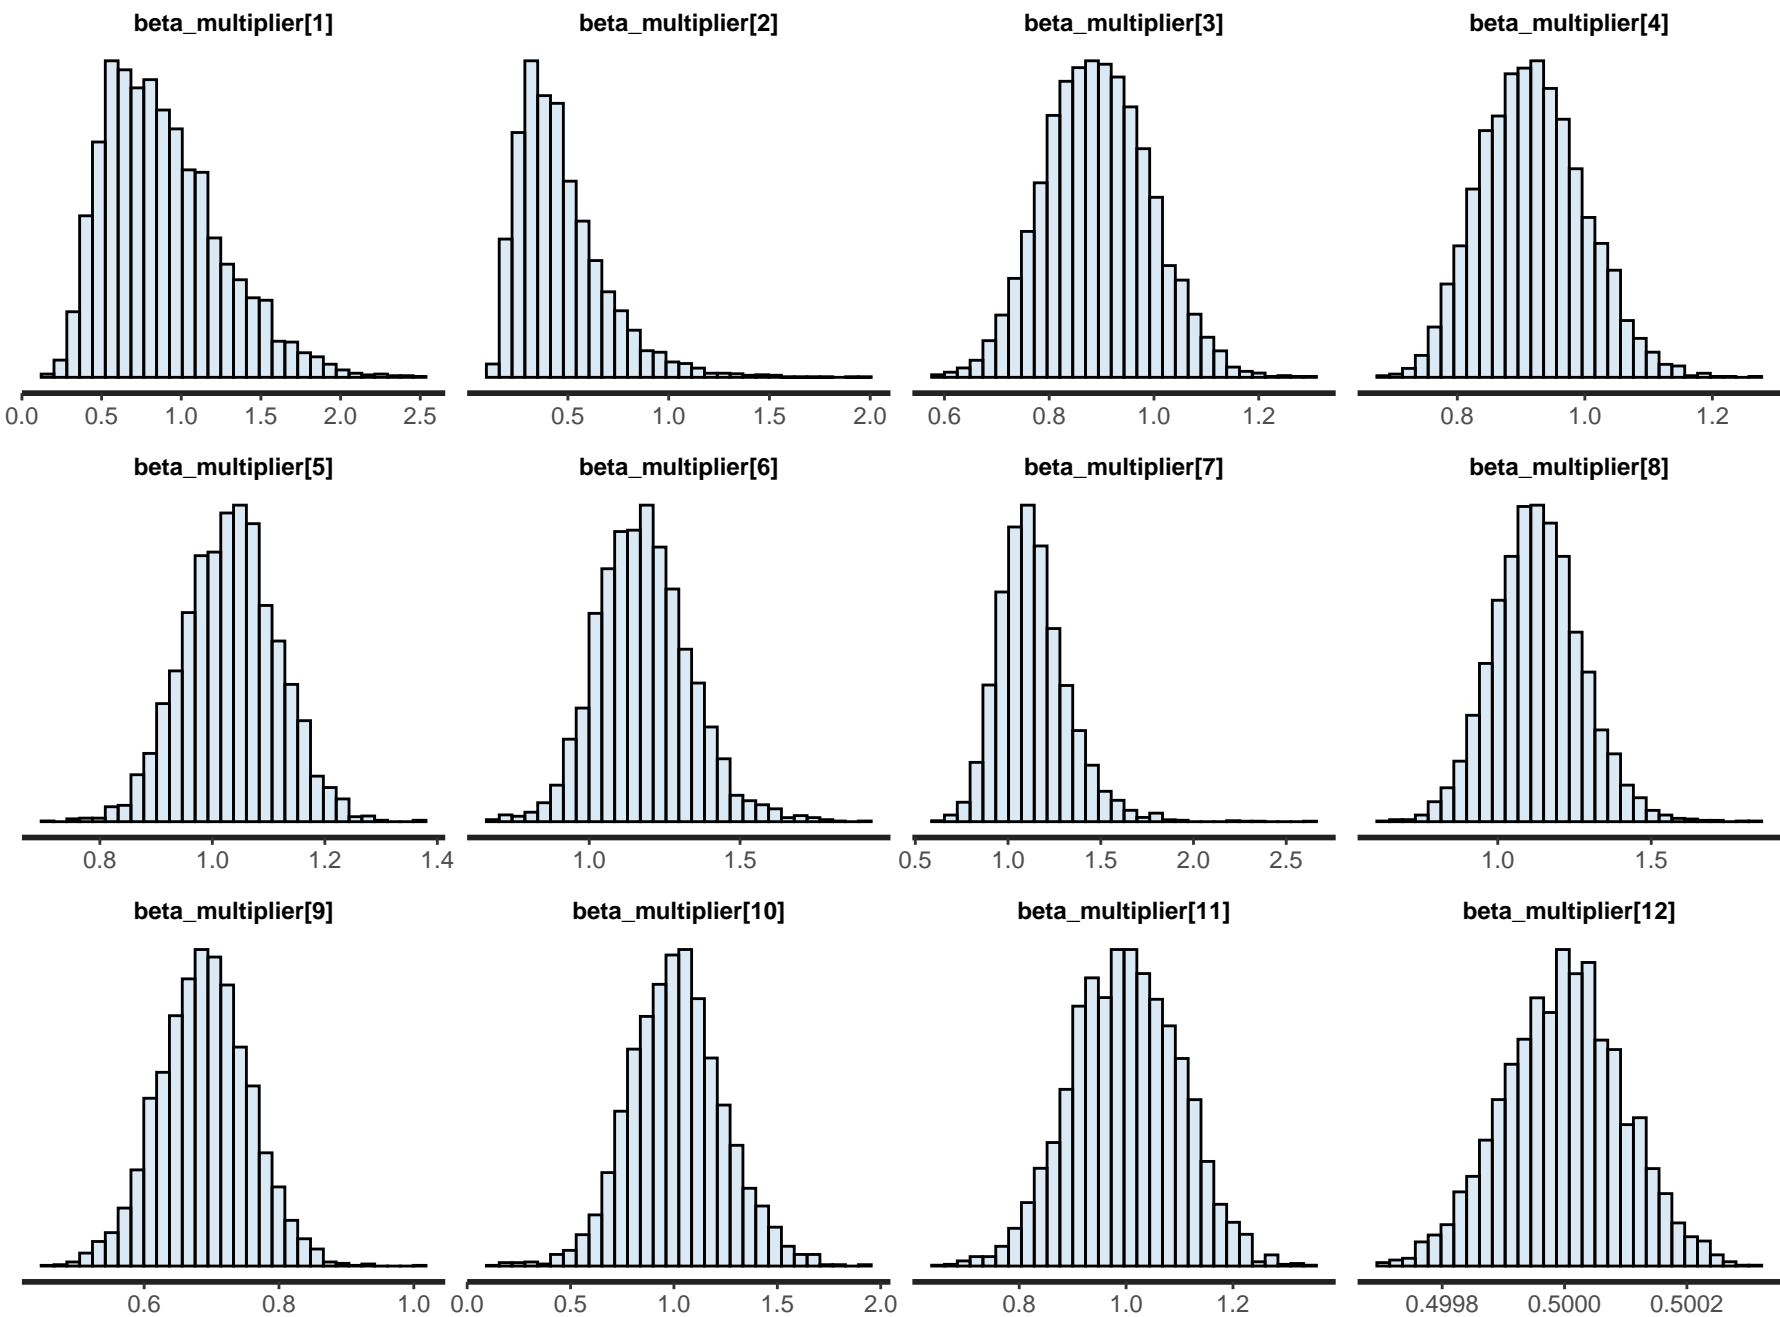 beta_multiplier[1] beta_multiplier[2] beta_multiplier[3] beta_multiplier[4]
0.0 0.5 1.0 1.5 2.0 2.5 0.5 1.0 1.5 2.0 0.6 0.8 1.0 1.2 0.8 1.0 1.2
beta_multiplier[5] beta_multiplier[6] beta_multiplier[7] beta_multiplier[8]
0.8 1.0 1.2 1.4 1.0 1.5 0.5 1.0 1.5 2.0 2.5 1.0 1.5
beta_multiplier[9] beta_multiplier[10] beta_multiplier[11] beta_multiplier[12]
0.6 0.8 1.0 0.0 0.5 1.0 1.5 2.0 0.8 1.0 1.2 0.4998 0.5000 0.5002